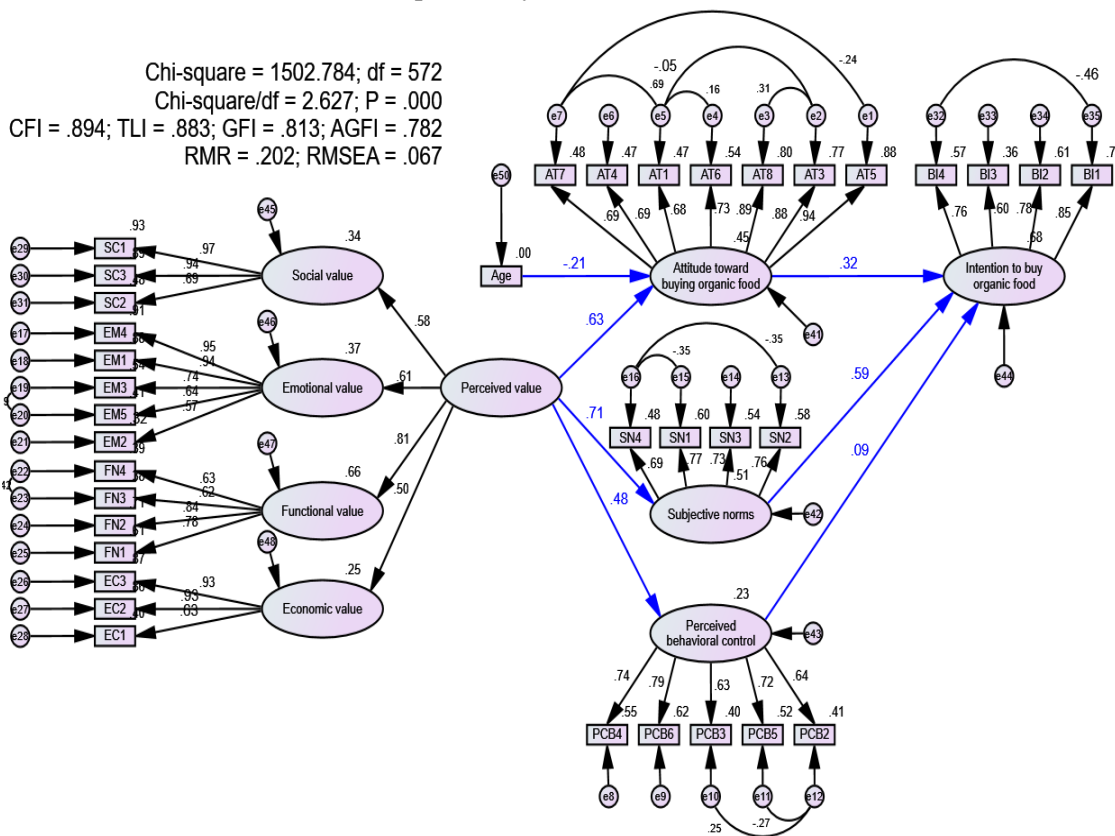 Chi-square = 1502.784; df = 572
Chi-square/df = 2.627; P = .000
CFI = .894; TLI = .883; GFI = .813; AGFI = .782
RMR = .202; RMSEA = .067
-.24
-.05
.69
.16
.31
-.46
e7
e6
e5
e4
e3
e2
e1
e32
e33
e34
e35
.48
.47
.47
.54
.80
.77
.88
.57
.36
.61
AT7
AT4
AT1
AT6
AT8
AT3
AT5
BI4
BI3
BI2
BI1
e50
.69
.69
.68
.73
.89
.88
.94
.76
.60
.78
.85
.00
Age
-.21
.45
Attitude toward
buying organic food
.32
.68
Intention to buy
organic food
e41
e44
e45
.34
Social value
.93
e29
SC1
.97
e30
SC3
.94
e31
SC2
.69
.91
.58
.63
e46
.37
Emotional value
.61
Perceived value
e17
EM4
.95
e18
EM1
.94
e19
EM3
.74
e20
EM5
.64
e21
EM2
.57
-.35
-.35
e16
e15
e14
e13
.48
.60
.54
.58
SN4
SN1
SN3
SN2
.69
.77
.73
.76
.51
Subjective norms
e42
.71
.59
.09
.48
e47
.66
Functional value
.81
e22
FN4
.63
e23
FN3
.62
e24
FN2
.84
e25
FN1
.78
.50
e48
.25
Economic value
e26
EC3
.93
e27
EC2
.93
e28
EC1
.63
.23
Perceived
behavioral control
e43
.74
.79
.63
.72
.64
.55
.62
.40
.52
.41
PCB4
PCB6
PCB3
PCB5
PCB2
e8
e9
e10
e11
e12
.25
-.27